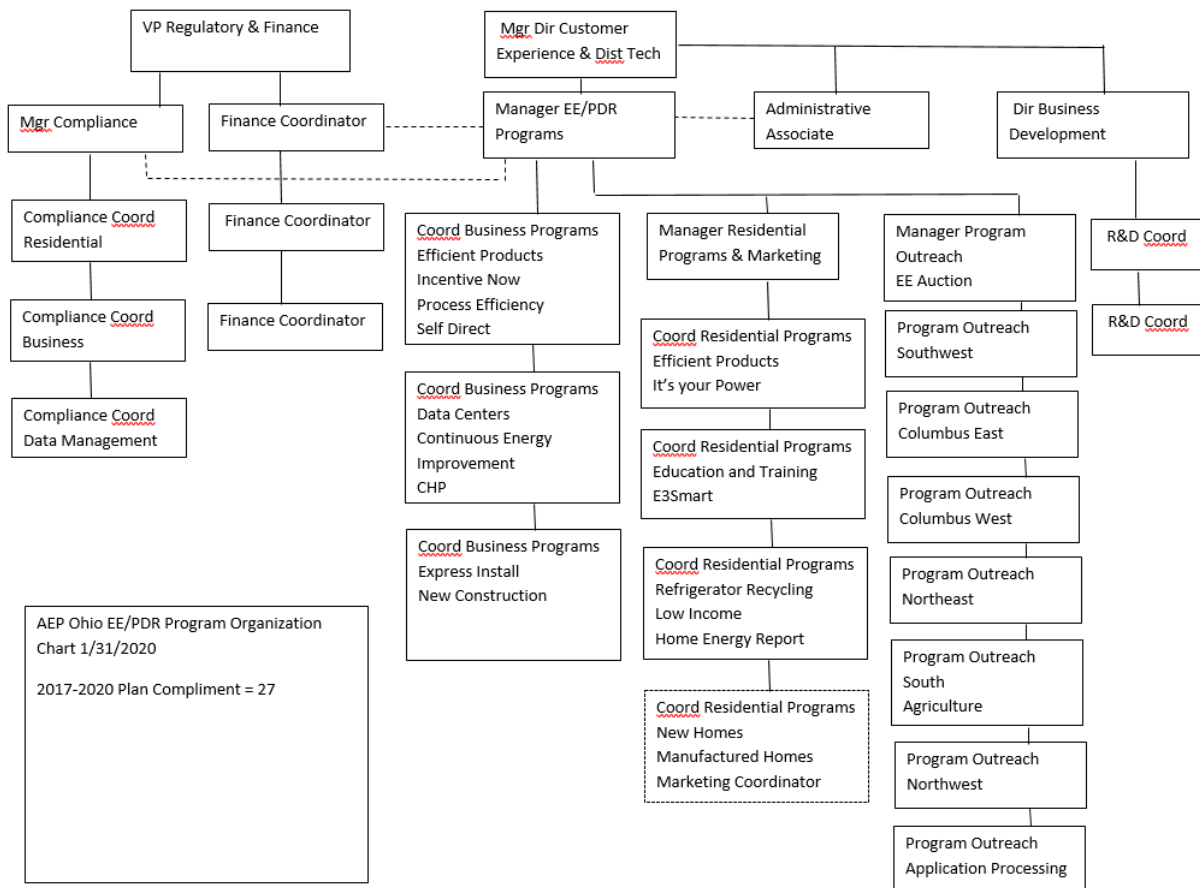 VP Regulatory & Finance
Mgr Dir Customer
Experience & Dist Tech
Mgr Compliance
Finance Coordinator
Manager EE/PDR
Programs
Administrative
Associate
Dir Business
Development
Compliance Coord
Residential
Compliance Coord
Business
Compliance Coord
Data Management
Finance Coordinator
Finance Coordinator
Coord Business Programs
Efficient Products
Incentive Now
Process Efficiency
Self Direct
Coord Business Programs
Data Centers
Continuous Energy
Improvement
CHP
Coord Business Programs
Express Install
New Construction
Manager Residential
Programs & Marketing
Coord Residential Programs
Efficient Products
It's your Power
Coord Residential Programs
Education and Training
E3Smart
Coord Residential Programs
Refrigerator Recycling
Low Income
Home Energy Report
Coord Residential Programs
New Homes
Manufactured Homes
Marketing Coordinator
Manager Program
Outreach
EE Auction
Program Outreach
Southwest
Program Outreach
Columbus East
Program Outreach
Columbus West
Program Outreach
Northeast
Program Outreach
South
Agriculture
Program Outreach
Northwest
Program Outreach
Application Processing
R&D Coord
R&D Coord
AEP Ohio EE/PDR Program Organization
Chart 1/31/2020
2017-2020 Plan Compliment = 27